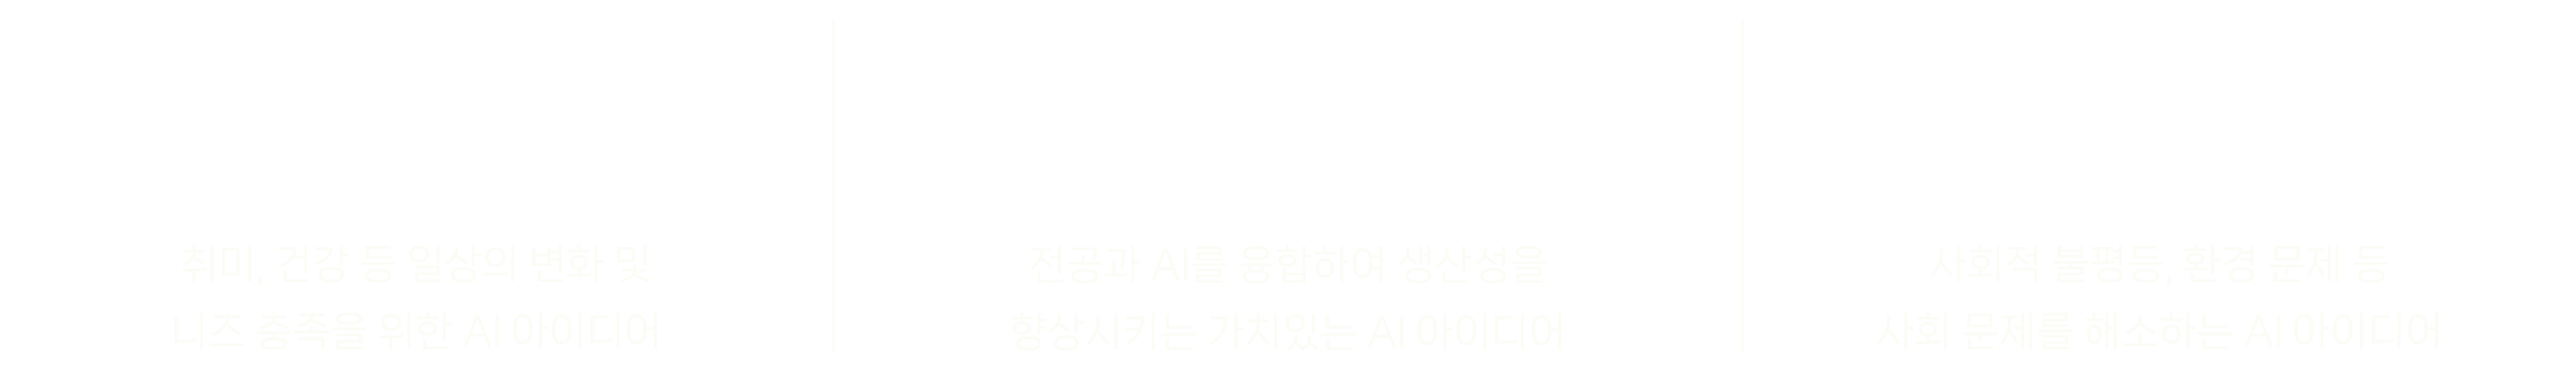 취미, 건강 등 일상의 변화 및
니즈 충족을 위한 AI 아이디어
전공과 AI를 융합하여 생산성을
향상시키는 가치있는 AI 아이디어
사회적 불평등, 환경 문제 등
사회 문제를 해소하는 AI 아이디어